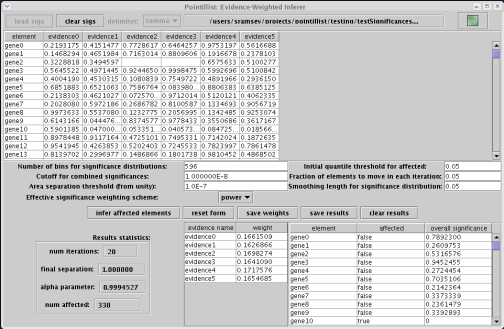 Pointillist: Evidence-Weighted Inferer
load sigs clear sigs delimiter: comma /users/sramsey/projects/pointillist/testing/testSignificances...
element evidence0 evidence1 evidence2 evidence3 evidence4 evidence5
gene0 0.2193175 0.4151477 0.7728617 0.6464257 0.9753197 0.5616688
gene1 0.1468294 0.4651984 0.7163014 0.8809606 0.1916678 0.2378103
gene2 0.3228818 0.3494597 0.6575633 0.5100277
gene3 0.5645522 0.4971445 0.9244650 0.9998475 0.5992696 0.5100842
gene4 0.4004190 0.4530315 0.1080839 0.7549722 0.4891966 0.2936150
gene5 0.6851883 0.6521063 0.7586764 0.083980... 0.8806383 0.6385125
gene6 0.2138303 0.4621027 0.072570... 0.9712014 0.5120121 0.4062335
gene7 0.2028080 0.5972186 0.2686782 0.8100587 0.1334693 0.9056719
gene8 0.9973633 0.5537080 0.1232775 0.2056995 0.1342485 0.9253074
gene9 0.6143166 0.044476... 0.8374577 0.9778433 0.3550686 0.3617167
gene10 0.5901385 0.047000... 0.053351... 0.040573... 0.084725... 0.018566...
gene11 0.8978448 0.9117164 0.4725101 0.7495331 0.7142024 0.1872635
gene12 0.9541945 0.4263853 0.5202403 0.7245533 0.7823997 0.7861478
gene13 0.8139702 0.2996977 0.1486866 0.1801738 0.9810452 0.4868502
Number of bins for significance distributions: 596 Initial quantile threshold for affected: 0.05
Cutoff for combined significances: 1.000000E-8 Fraction of elements to move in each iteration: 0.05
Area separation threshold (from unity): 1.0E-7 Smoothing length for significance distribution: 0.05
Effective significance weighting scheme: power
infer affected elements reset form save weights save results clear results
Results statistics:
num iterations: 20
final separation: 1.000000
alpha parameter: 0.9994527
num affected: 330
evidence name weight
evidence0 0.1661509
evidence1 0.1626866
evidence2 0.1698274
evidence3 0.1641090
evidence4 0.1717576
evidence5 0.1654685
element affected overall significance
gene0 false 0.7892300
gene1 false 0.2609753
gene2 false 0.5316576
gene3 false 0.9452455
gene4 false 0.2724454
gene5 false 0.7035106
gene6 false 0.2142364
gene7 false 0.3373339
gene8 false 0.2361479
gene9 false 0.3392893
gene10 true 0